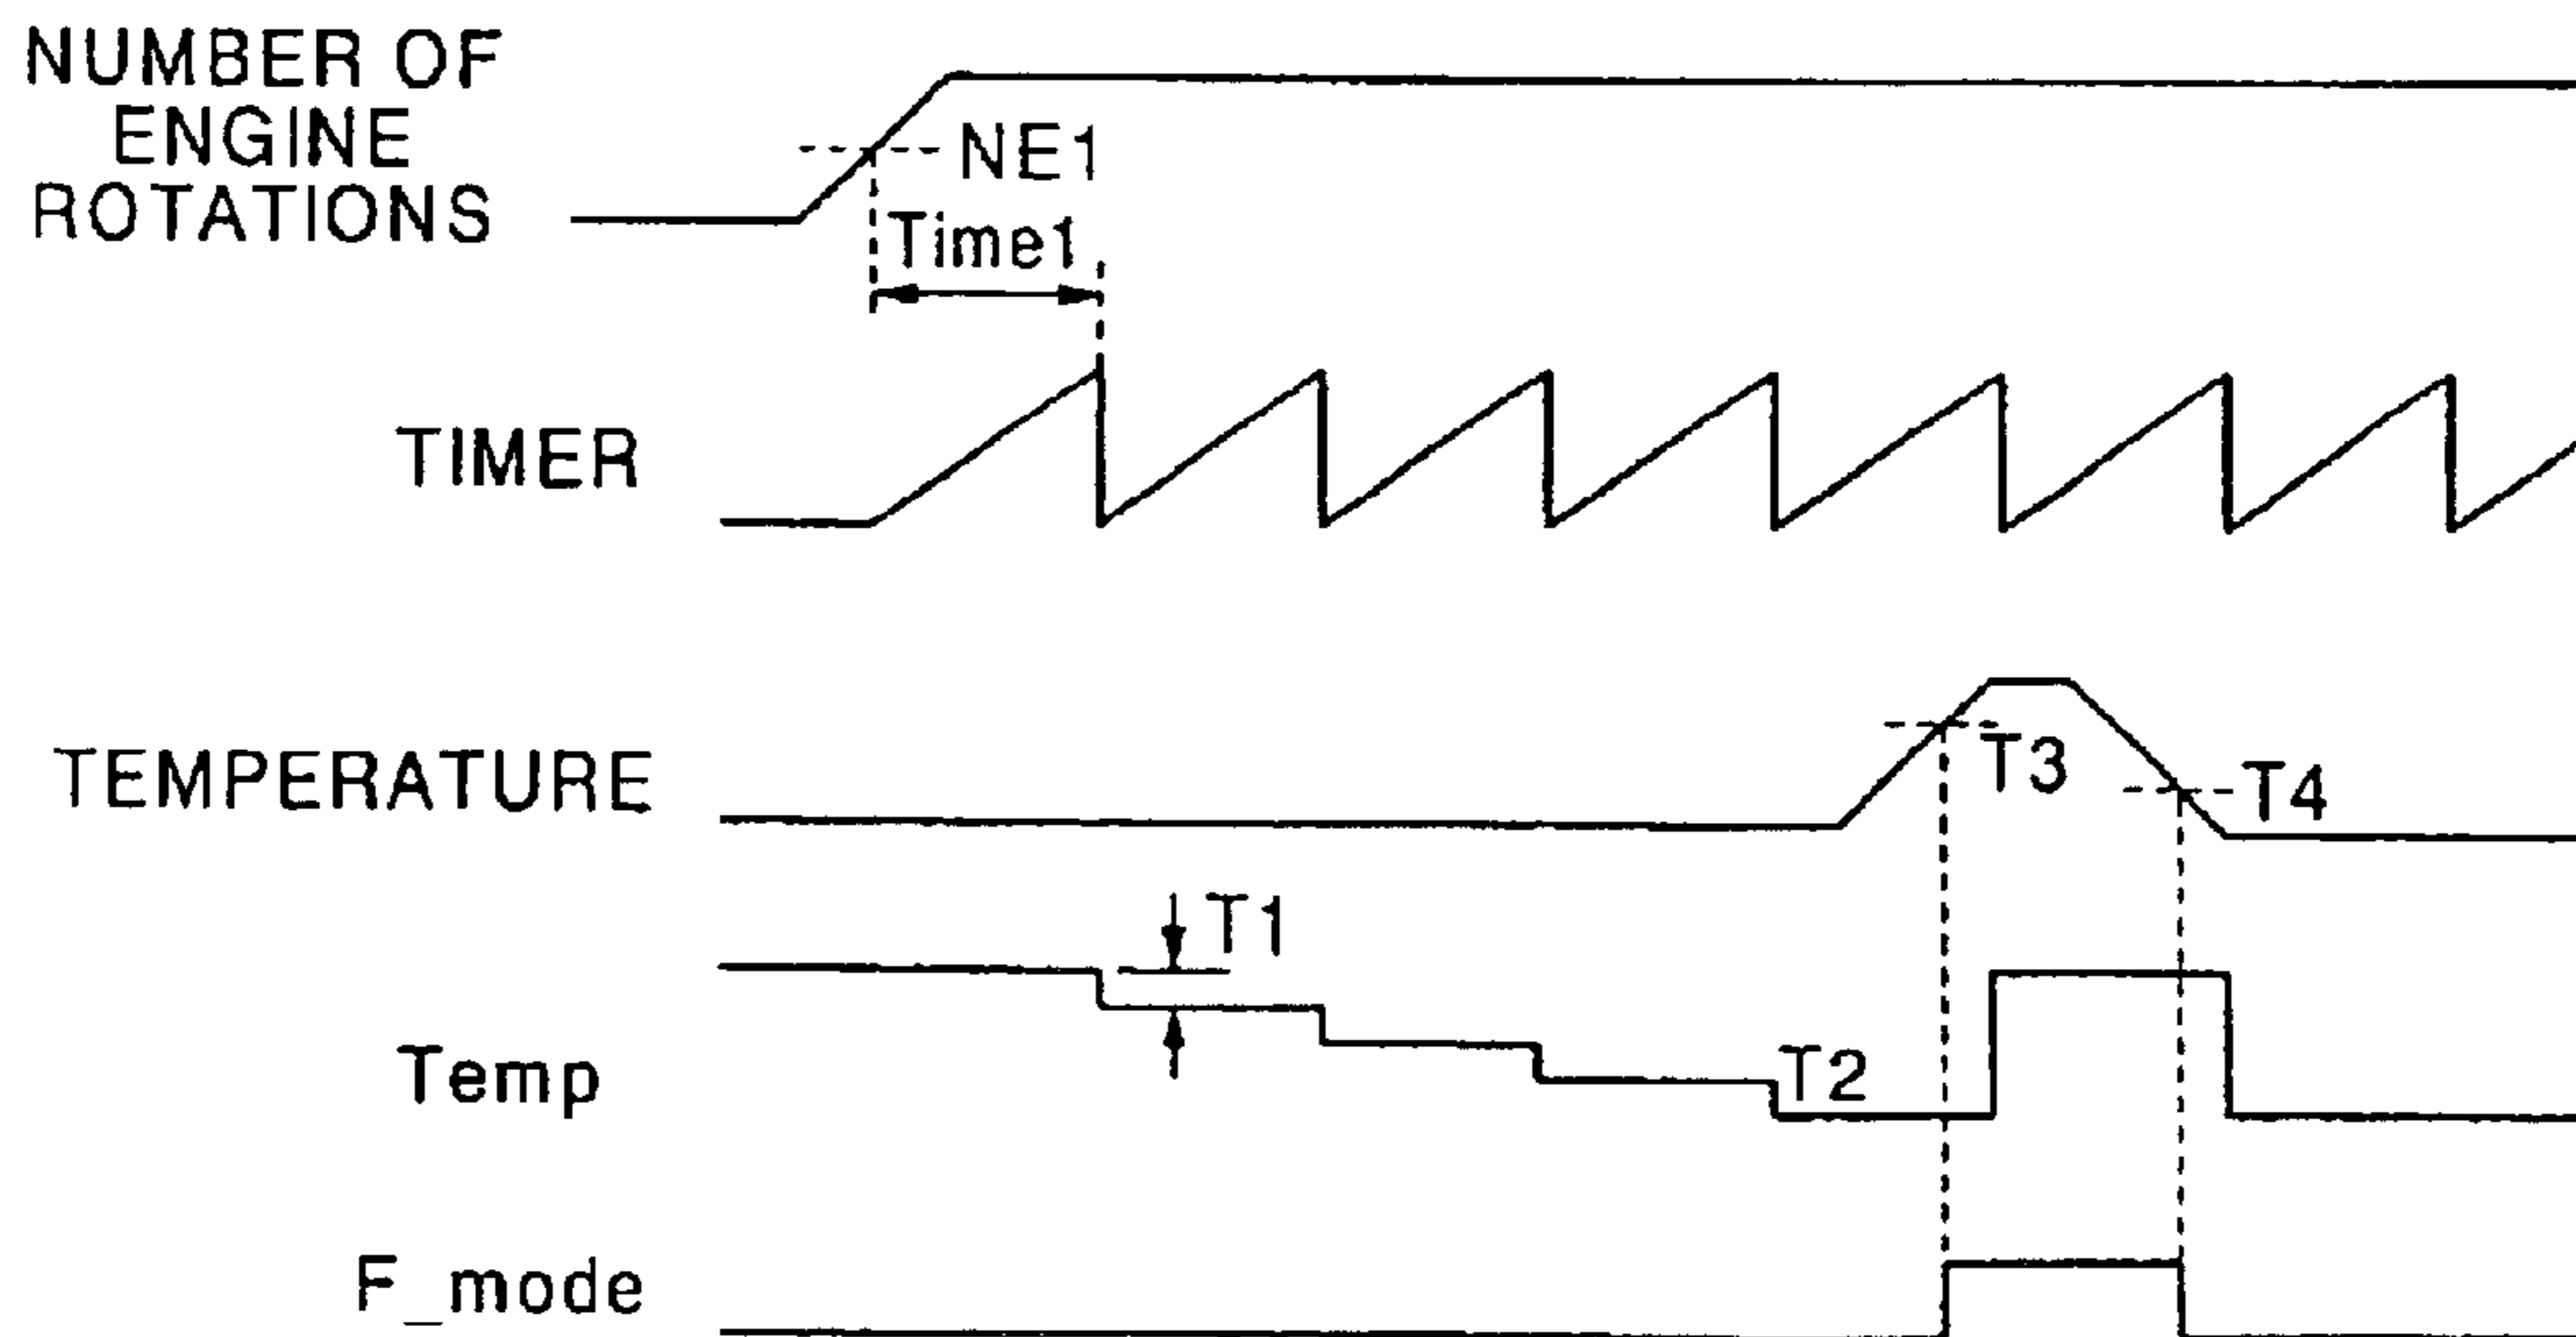 NUMBER OF
ENGINE
ROTATIONS
NE1
Time1
TIMER
TEMPERATURE
T3
T4
T1
Temp
T2
F_mode